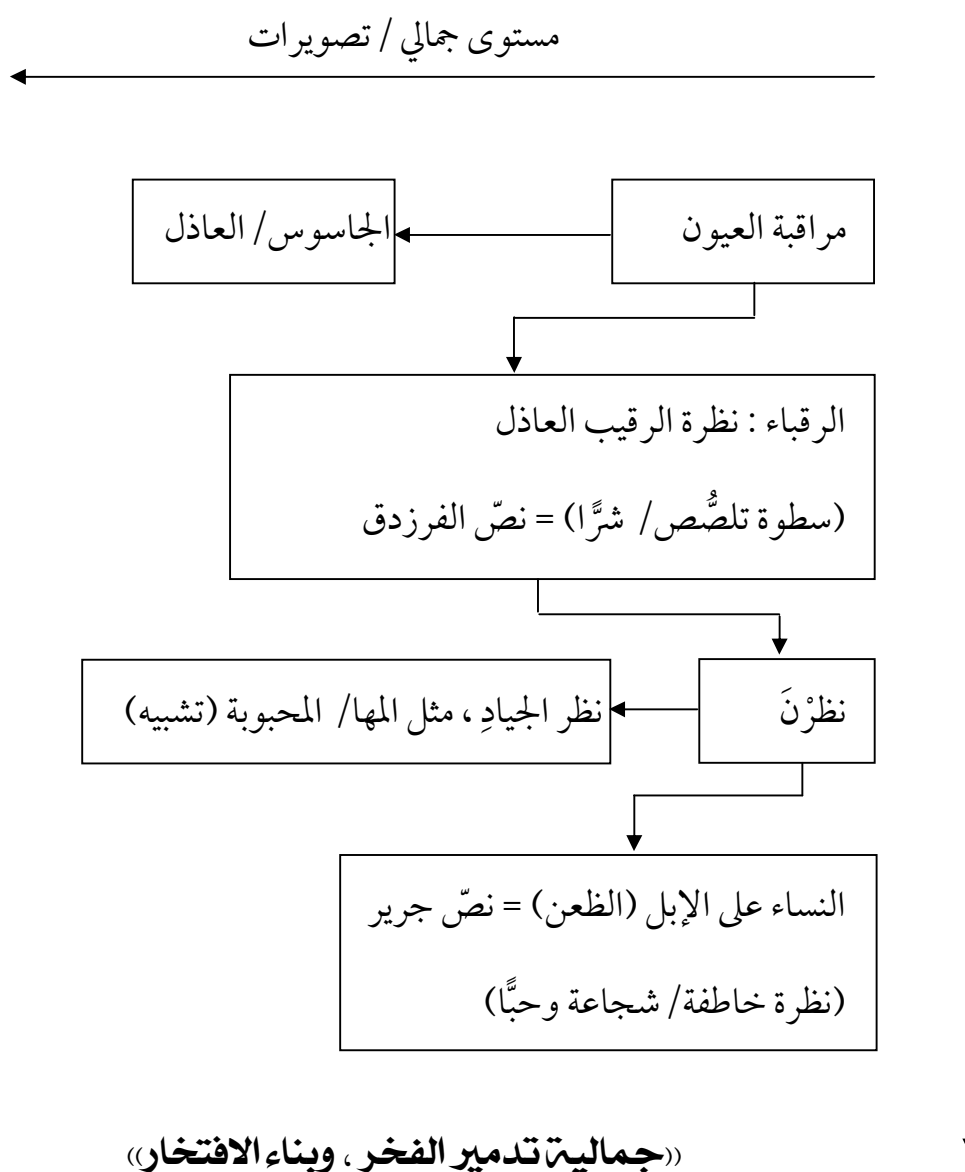 مستوى جمالي / تصويرات
مراقبة العيون
الجاسوس/ العاذل
الرقباء : نظرة الرقيب العاذل
(سطوة تلصُّص/ شرًّا) = نصّ الفرزدق
نظرْنَ
نظر الجيادِ ، مثل المها/ المحبوبة (تشبيه)
النساء على الإبل (الظعن) = نصّ جرير
(نظرة خاطفة/ شجاعة وحبًّا)
((جمالية تدمير الفخر ، وبناء الافتخار))